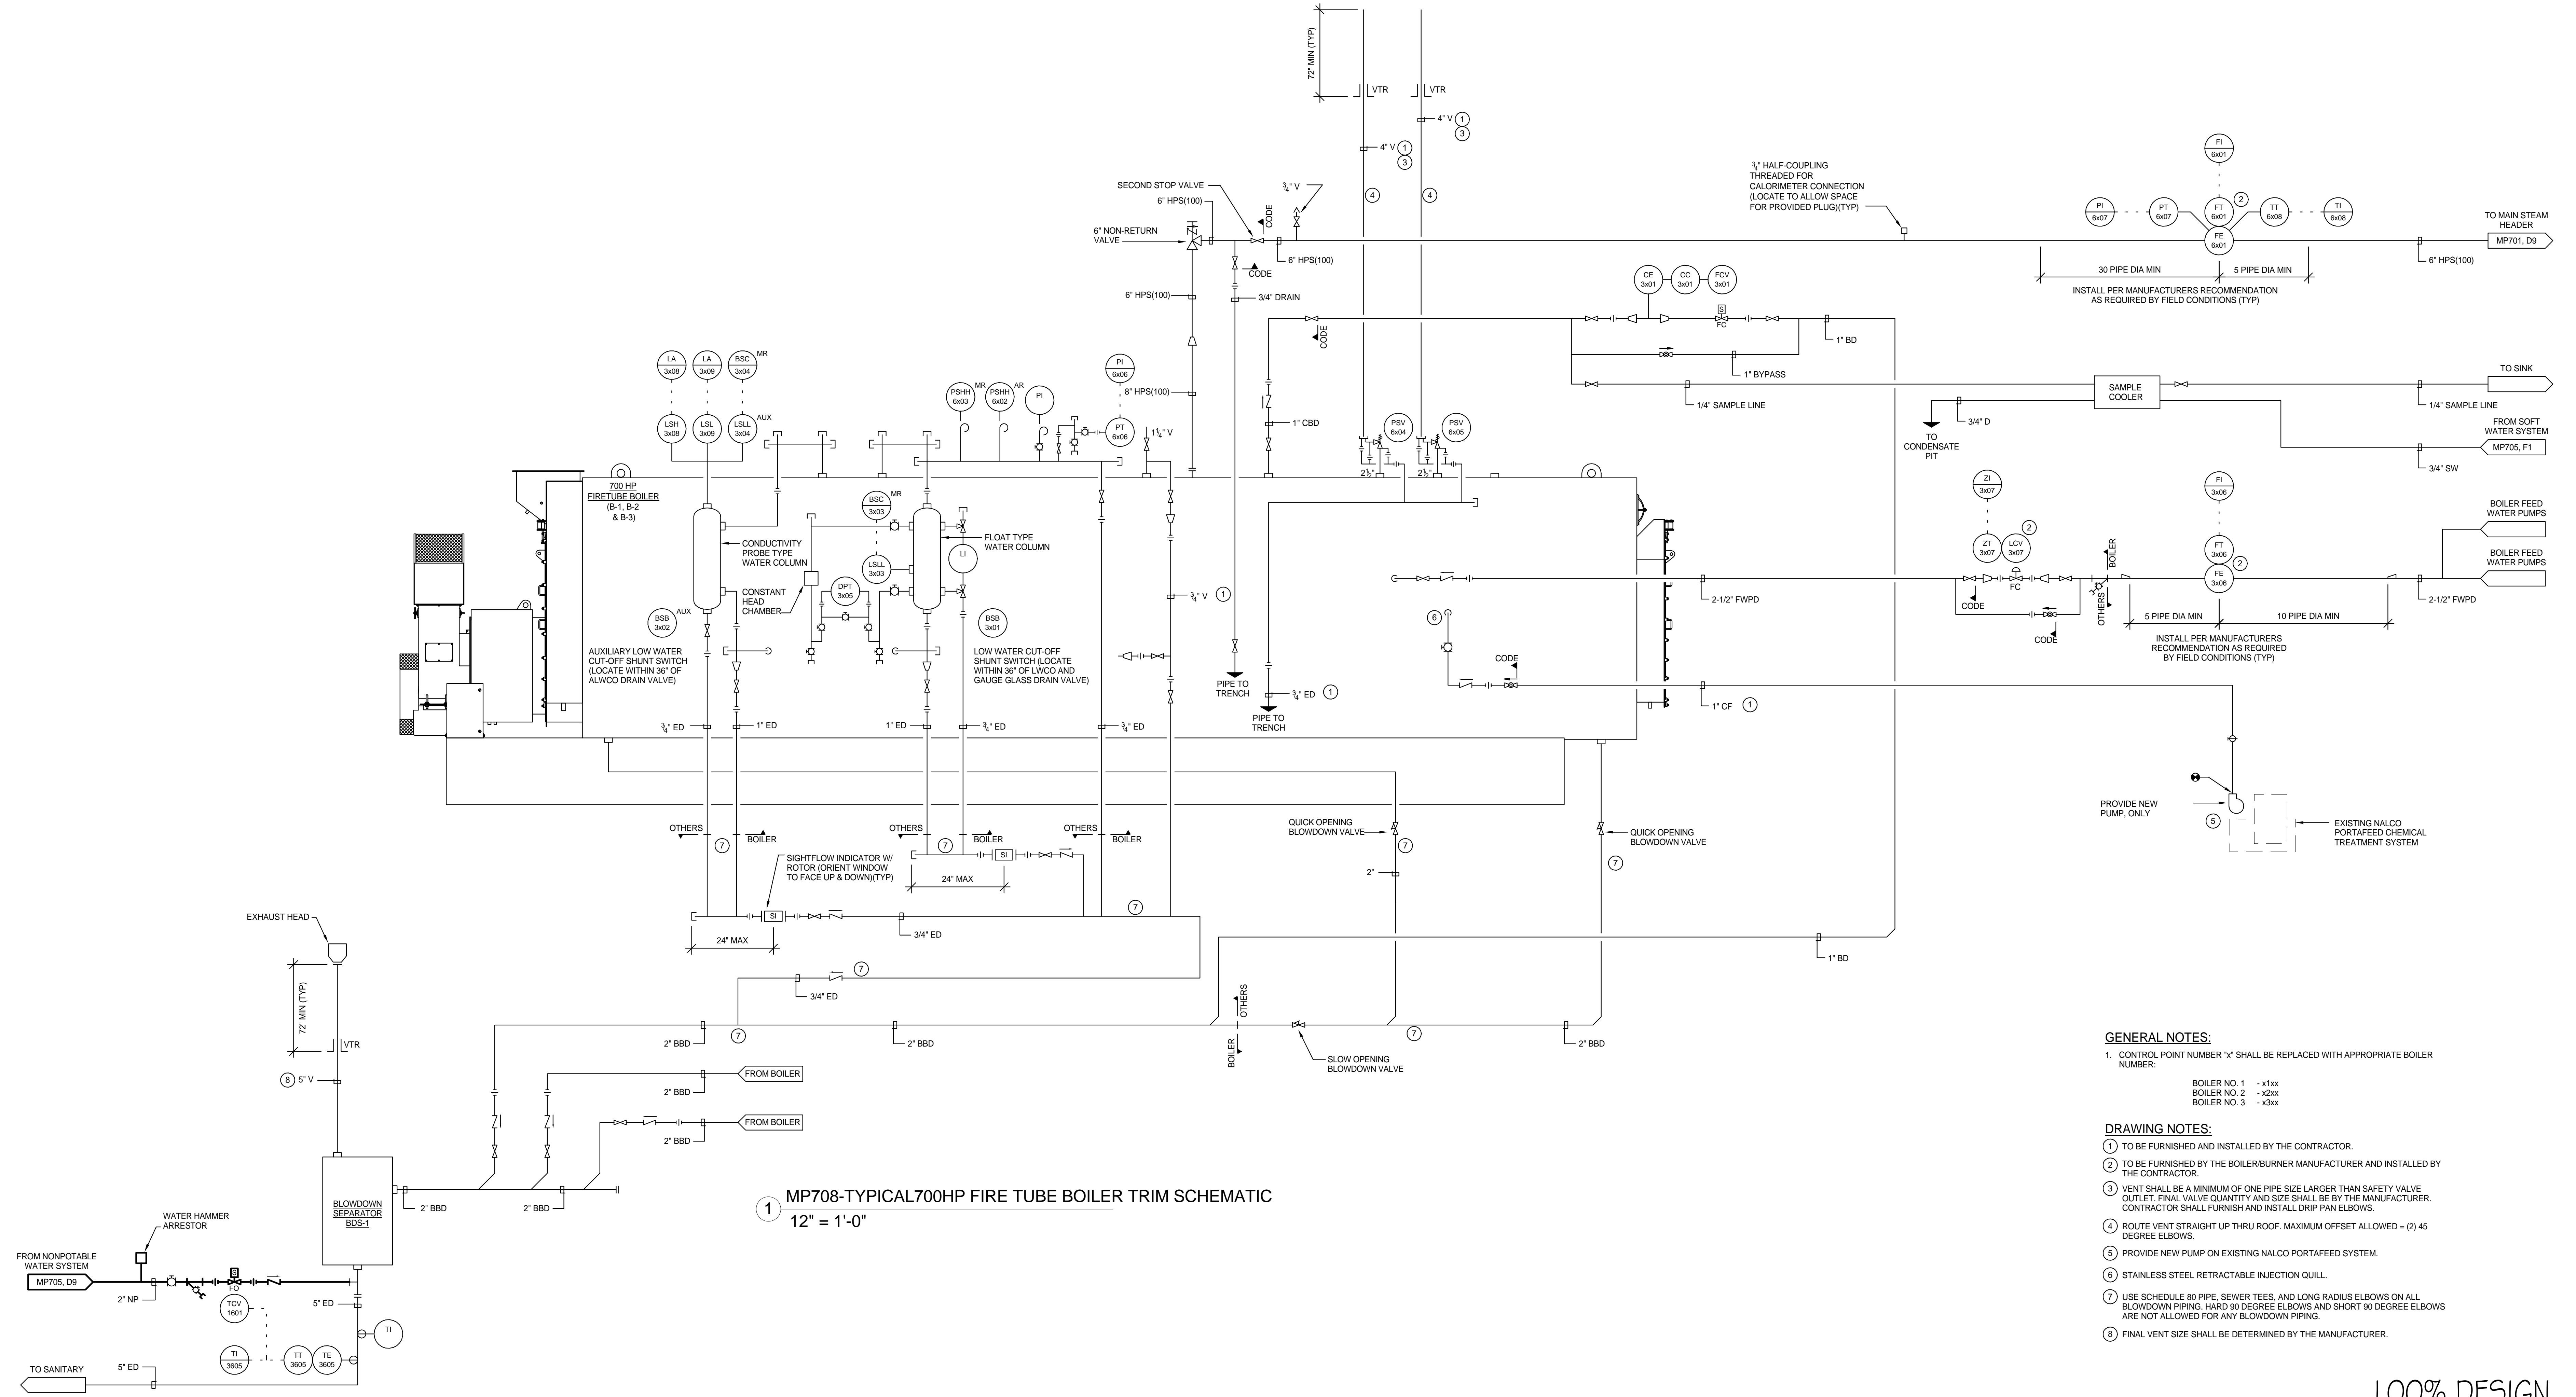 72" MIN (TYP)
VTR
VTR
4" V
1
3
4" V
1
3
4
4
SECOND STOP VALVE
6" HPS(100)
3/4" V
CODE
6" NON-RETURN
VALVE
CODE
6" HPS(100)
6" HPS(100)
3/4" DRAIN
8" HPS(100)
3/4" HALF-COUPLING
THREADED FOR
CALORIMETER CONNECTION
(LOCATE TO ALLOW SPACE
FOR PROVIDED PLUG)(TYP)
FI
6x01
PI
6x07
PT
6x07
FT
6x01
2
TT
6x08
TI
6x08
FE
6x01
TO MAIN STEAM
HEADER
MP701, D9
6" HPS(100)
30 PIPE DIA MIN
5 PIPE DIA MIN
INSTALL PER MANUFACTURERS RECOMMENDATION
AS REQUIRED BY FIELD CONDITIONS (TYP)
CE
3x01
CC
3x01
FCV
3x01
S
FC
CODE
1" BD
1" BYPASS
1/4" SAMPLE LINE
SAMPLE
COOLER
TO SINK
1/4" SAMPLE LINE
3/4" D
TO
CONDENSATE
PIT
FROM SOFT
WATER SYSTEM
MP705, F1
3/4" SW
LA
3x08
LA
3x09
BSC
3x04
MR
LSH
3x08
LSL
3x09
LSLL
3x04
AUX
PSHH
6x03
MR
PSHH
6x02
AR
PI
PI
6x06
PT
6x06
1 1/4" V
1" CBD
PSV
6x04
PSV
6x05
2 1/2"
2 1/2"
700 HP
FIRETUBE BOILER
(B-1, B-2
& B-3)
CONDUCTIVITY
PROBE TYPE
WATER COLUMN
BSC
3x03
MR
LSLL
3x03
FLOAT TYPE
WATER COLUMN
LI
DPT
3x05
CONSTANT
HEAD
CHAMBER
BSB
3x02
AUX
BSB
3x01
AUXILIARY LOW WATER
CUT-OFF SHUNT SWITCH
(LOCATE WITHIN 36" OF
ALWCO DRAIN VALVE)
LOW WATER CUT-OFF
SHUNT SWITCH (LOCATE
WITHIN 36" OF LWCO AND
GAUGE GLASS DRAIN VALVE)
3/4" V
1
PIPE TO
TRENCH
3/4" ED
1
PIPE TO
TRENCH
3/4" ED
1" ED
1" ED
3/4" ED
3/4" ED
6
CODE
1" CF
1
2-1/2" FWPD
ZI
3x07
ZT
3x07
LCV
3x07
2
FC
CODE
CODE
BOILER
OTHERS
FI
3x06
FT
3x06
FE
3x06
2
BOILER FEED
WATER PUMPS
BOILER FEED
WATER PUMPS
2-1/2" FWPD
5 PIPE DIA MIN
10 PIPE DIA MIN
INSTALL PER MANUFACTURERS
RECOMMENDATION AS REQUIRED
BY FIELD CONDITIONS (TYP)
PROVIDE NEW
PUMP, ONLY
5
EXISTING NALCO
PORTAFEED CHEMICAL
TREATMENT SYSTEM
OTHERS
BOILER
7
OTHERS
BOILER
7
OTHERS
BOILER
SIGHTFLOW INDICATOR W/
ROTOR (ORIENT WINDOW
TO FACE UP & DOWN)(TYP)
SI
24" MAX
SI
24" MAX
7
3/4" ED
7
3/4" ED
QUICK OPENING
BLOWDOWN VALVE
7
2"
QUICK OPENING
BLOWDOWN VALVE
7
1" BD
EXHAUST HEAD
72" MIN (TYP)
VTR
8
5" V
2" BBD
7
2" BBD
OTHERS
BOILER
SLOW OPENING
BLOWDOWN VALVE
7
2" BBD
FROM BOILER
2" BBD
FROM BOILER
2" BBD
BLOWDOWN
SEPARATOR
BDS-1
2" BBD
2" BBD
WATER HAMMER
ARRESTOR
FROM NONPOTABLE
WATER SYSTEM
MP705, D9
2" NP
S
FO
TCV
1601
5" ED
TI
TI
3605
TT
3605
TE
3605
TO SANITARY
5" ED
1
MP708-TYPICAL700HP FIRE TUBE BOILER TRIM SCHEMATIC
12" = 1'-0"
GENERAL NOTES:
1. CONTROL POINT NUMBER "x" SHALL BE REPLACED WITH APPROPRIATE BOILER
NUMBER:
BOILER NO. 1 - x1xx
BOILER NO. 2 - x2xx
BOILER NO. 3 - x3xx
DRAWING NOTES:
1 TO BE FURNISHED AND INSTALLED BY THE CONTRACTOR.
2 TO BE FURNISHED BY THE BOILER/BURNER MANUFACTURER AND INSTALLED BY
THE CONTRACTOR.
3 VENT SHALL BE A MINIMUM OF ONE PIPE SIZE LARGER THAN SAFETY VALVE
OUTLET. FINAL VALVE QUANTITY AND SIZE SHALL BE BY THE MANUFACTURER.
CONTRACTOR SHALL FURNISH AND INSTALL DRIP PAN ELBOWS.
4 ROUTE VENT STRAIGHT UP THRU ROOF. MAXIMUM OFFSET ALLOWED = (2) 45
DEGREE ELBOWS.
5 PROVIDE NEW PUMP ON EXISTING NALCO PORTAFEED SYSTEM.
6 STAINLESS STEEL RETRACTABLE INJECTION QUILL.
7 USE SCHEDULE 80 PIPE, SEWER TEES, AND LONG RADIUS ELBOWS ON ALL
BLOWDOWN PIPING. HARD 90 DEGREE ELBOWS AND SHORT 90 DEGREE ELBOWS
ARE NOT ALLOWED FOR ANY BLOWDOWN PIPING.
8 FINAL VENT SIZE SHALL BE DETERMINED BY THE MANUFACTURER.
100% DESIGN